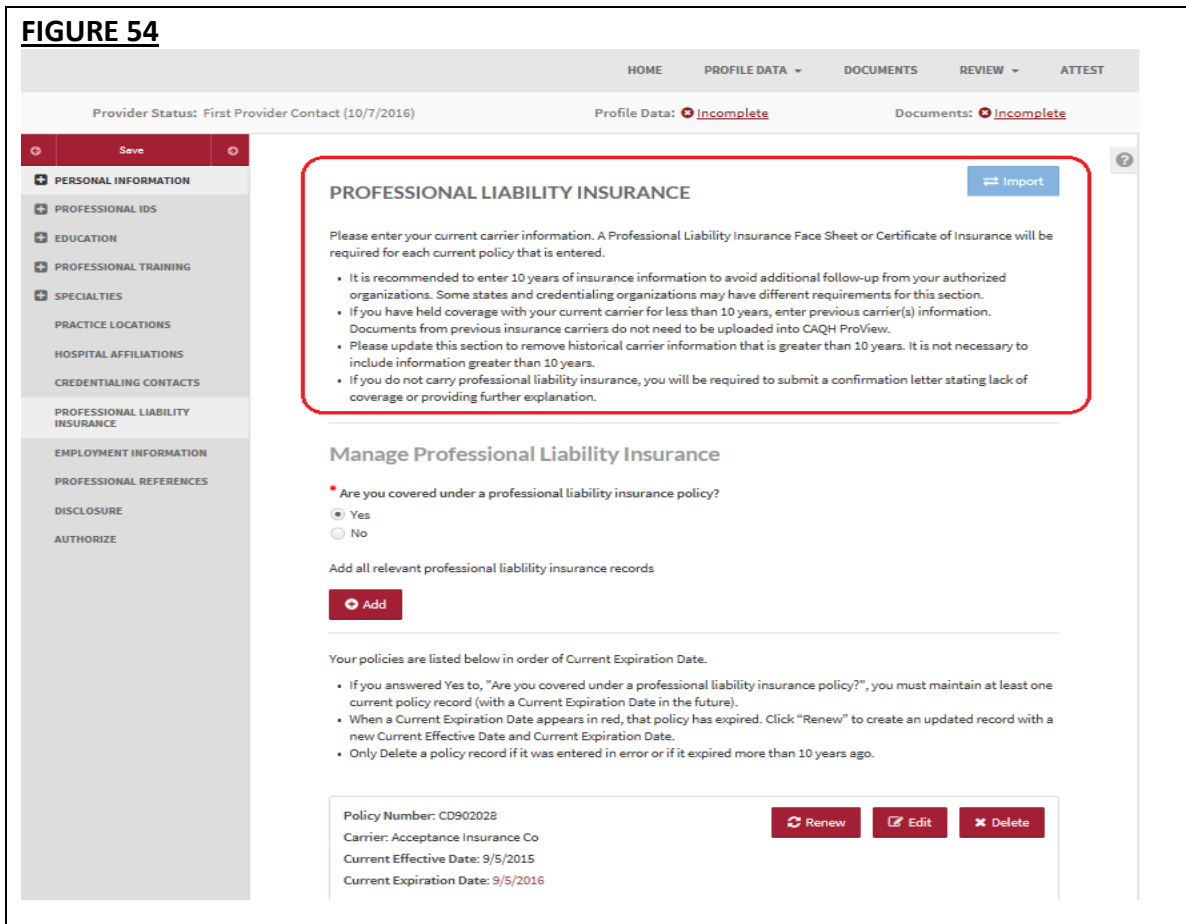 FIGURE 54
HOME PROFILE DATA DOCUMENTS REVIEW ATTEST
Provider Status: First Provider Contact (10/7/2016) Profile Data: Incomplete Documents: Incomplete
Save
PERSONAL INFORMATION
PROFESSIONAL IDS
EDUCATION
PROFESSIONAL TRAINING
SPECIALTIES
PRACTICE LOCATIONS
HOSPITAL AFFILIATIONS
CREDENTIALING CONTACTS
PROFESSIONAL LIABILITY
INSURANCE
EMPLOYMENT INFORMATION
PROFESSIONAL REFERENCES
DISCLOSURE
AUTHORIZE
PROFESSIONAL LIABILITY INSURANCE
Import
?
Please enter your current carrier information. A Professional Liability Insurance Face Sheet or Certificate of Insurance will be
required for each current policy that is entered.
• It is recommended to enter 10 years of insurance information to avoid additional follow-up from your authorized
organizations. Some states and credentialing organizations may have different requirements for this section.
• If you have held coverage with your current carrier for less than 10 years, enter previous carrier(s) information.
Documents from previous insurance carriers do not need to be uploaded into CAQH ProView.
• Please update this section to remove historical carrier information that is greater than 10 years. It is not necessary to
include information greater than 10 years.
• If you do not carry professional liability insurance, you will be required to submit a confirmation letter stating lack of
coverage or providing further explanation.
Manage Professional Liability Insurance
* Are you covered under a professional liability insurance policy?
Yes
No
Add all relevant professional liablility insurance records
Add
Your policies are listed below in order of Current Expiration Date.
• If you answered Yes to, "Are you covered under a professional liability insurance policy?", you must maintain at least one
current policy record (with a Current Expiration Date in the future).
• When a Current Expiration Date appears in red, that policy has expired. Click “Renew” to create an updated record with a
new Current Effective Date and Current Expiration Date.
• Only Delete a policy record if it was entered in error or if it expired more than 10 years ago.
Policy Number: CD902028
Renew Edit Delete
Carrier: Acceptance Insurance Co
Current Effective Date: 9/5/2015
Current Expiration Date: 9/5/2016